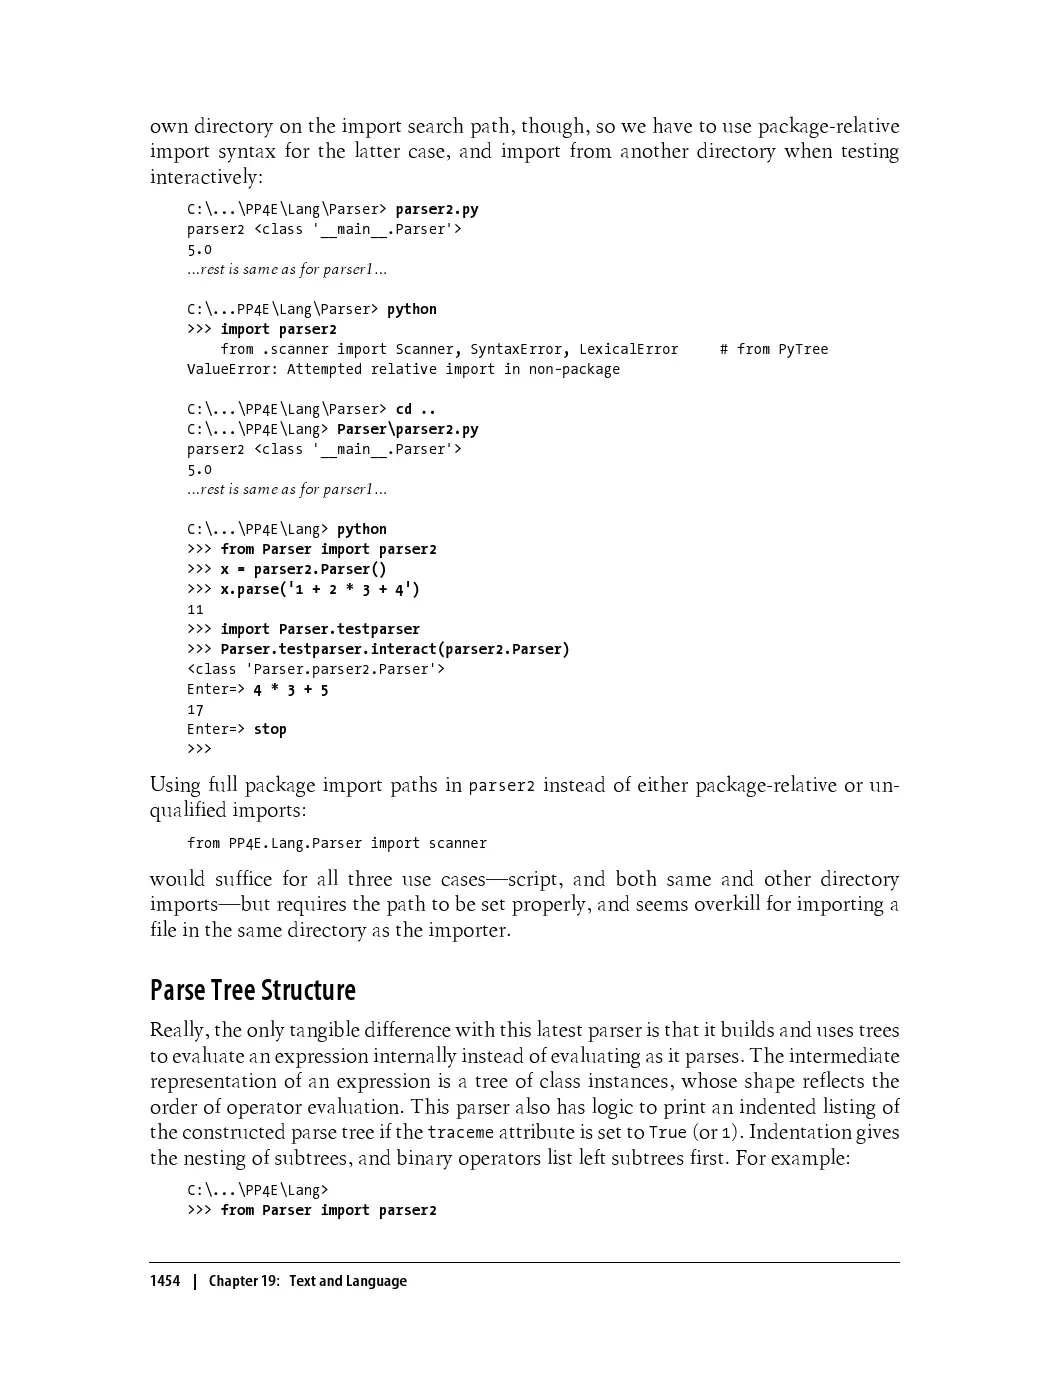 own directory on the import search path, though, so we have to use package-relative
import syntax for the latter case, and import from another directory when testing
interactively:
C:\...\PP4E\Lang\Parser> parser2.py
parser2 <class '__main__.Parser'>
5.0
...rest is same as for parser1...
C:\...PP4E\Lang\Parser> python
>>> import parser2
from .scanner import Scanner, SyntaxError, LexicalError # from PyTree
ValueError: Attempted relative import in non-package
C:\...\PP4E\Lang\Parser> cd ..
C:\...\PP4E\Lang> Parser\parser2.py
parser2 <class '__main__.Parser'>
5.0
...rest is same as for parser1...
C:\...\PP4E\Lang> python
>>> from Parser import parser2
>>> x = parser2.Parser()
>>> x.parse('1 + 2 * 3 + 4')
11
>>> import Parser.testparser
>>> Parser.testparser.interact(parser2.Parser)
<class 'Parser.parser2.Parser'>
Enter=> 4 * 3 + 5
17
Enter=> stop
>>>
Using full package import paths in parser2 instead of either package-relative or un-
qualified imports:
from PP4E.Lang.Parser import scanner
would suffice for all three use cases—script, and both same and other directory
imports—but requires the path to be set properly, and seems overkill for importing a
file in the same directory as the importer.
Parse Tree Structure
Really, the only tangible difference with this latest parser is that it builds and uses trees
to evaluate an expression internally instead of evaluating as it parses. The intermediate
representation of an expression is a tree of class instances, whose shape reflects the
order of operator evaluation. This parser also has logic to print an indented listing of
the constructed parse tree if the traceme attribute is set to True (or 1). Indentation gives
the nesting of subtrees, and binary operators list left subtrees first. For example:
C:\...\PP4E\Lang>
>>> from Parser import parser2
1454 | Chapter 19: Text and Language